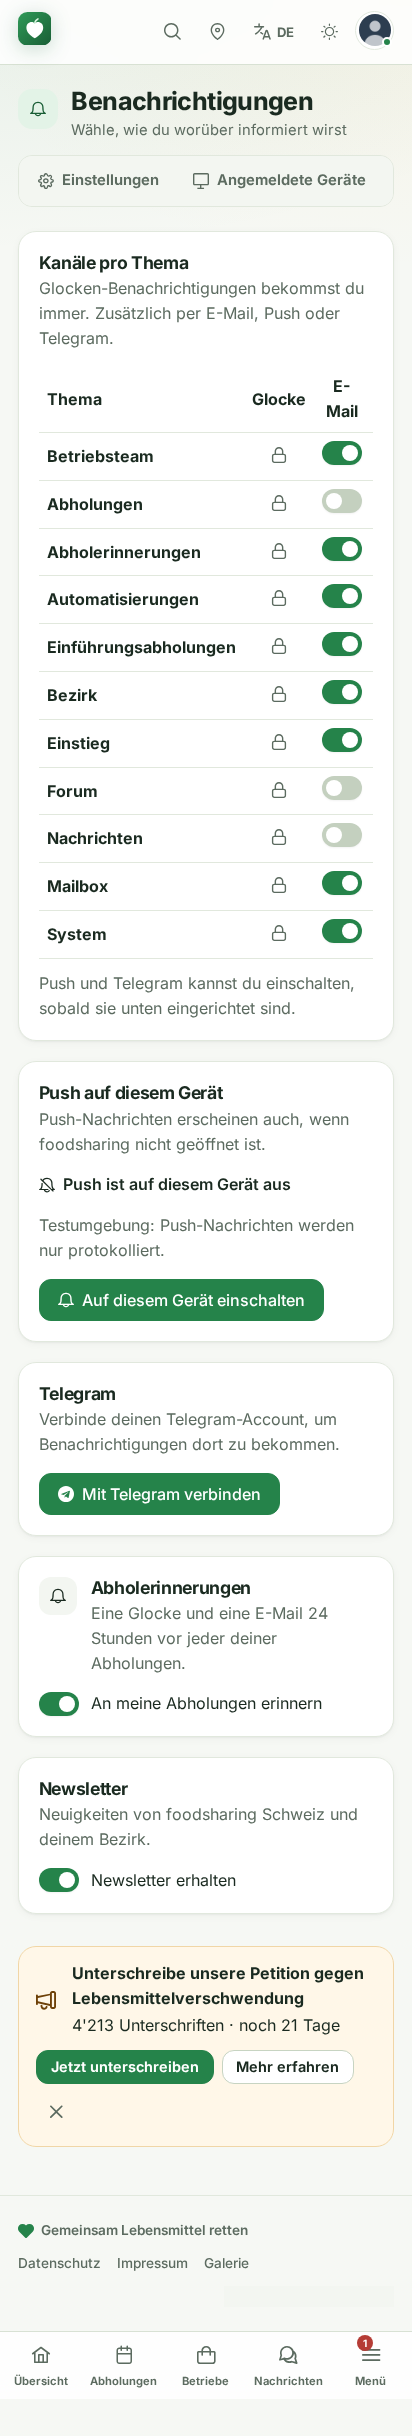 DE
Benachrichtigungen
Wähle, wie du worüber informiert wirst
Einstellungen Angemeldete Geräte
Kanäle pro Thema
Glocken-Benachrichtigungen bekommst du
immer. Zusätzlich per E-Mail, Push oder
Telegram.
Thema Glocke E-
Mail
Betriebsteam
Abholungen
Abholerinnerungen
Automatisierungen
Einführungsabholungen
Bezirk
Einstieg
Forum
Nachrichten
Mailbox
System
Push und Telegram kannst du einschalten,
sobald sie unten eingerichtet sind.
Push auf diesem Gerät
Push-Nachrichten erscheinen auch, wenn
foodsharing nicht geöffnet ist.
Push ist auf diesem Gerät aus
Testumgebung: Push-Nachrichten werden
nur protokolliert.
Auf diesem Gerät einschalten
Telegram
Verbinde deinen Telegram-Account, um
Benachrichtigungen dort zu bekommen.
Mit Telegram verbinden
Abholerinnerungen
Eine Glocke und eine E-Mail 24
Stunden vor jeder deiner
Abholungen.
An meine Abholungen erinnern
Newsletter
Neuigkeiten von foodsharing Schweiz und
deinem Bezirk.
Newsletter erhalten
Unterschreibe unsere Petition gegen
Lebensmittelverschwendung
4'213 Unterschriften · noch 21 Tage
Jetzt unterschreiben Mehr erfahren
Gemeinsam Lebensmittel retten
Datenschutz Impressum Galerie
1
Übersicht Abholungen Betriebe Nachrichten Menü